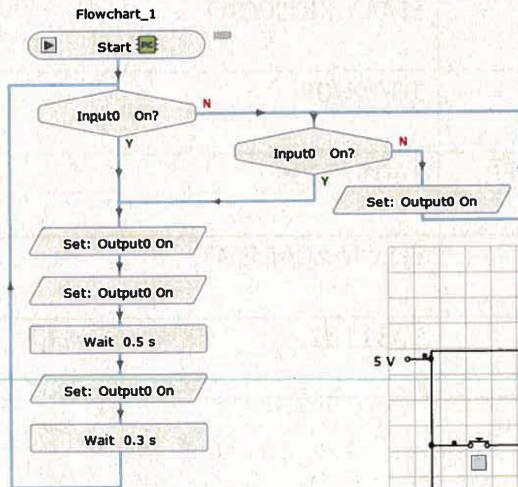 Flowchart_1
Start PIC
Input0 On?
N
Y
Input0 On?
N
Y
Set: Output0 On
Set: Output0 On
Set: Output0 On
Wait 0.5 s
Set: Output0 On
Wait 0.3 s
5 V